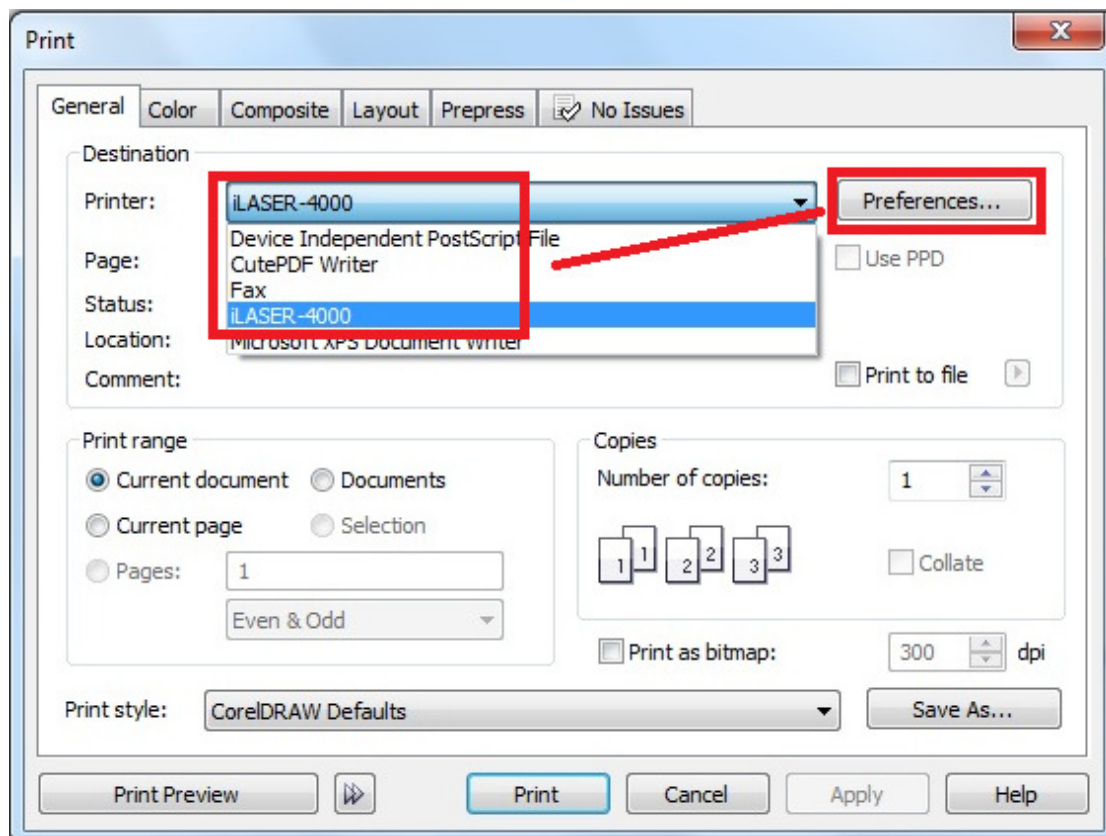 Print
General Color Composite Layout Prepress No Issues
Destination
Printer: iLASER-4000 Preferences...
Device Independent PostScript File
Page: CutePDF Writer Use PPD
Fax
Status: iLASER-4000
Location: Microsoft XPS Document Writer
Comment: Print to file
Print range Copies
Current document Documents Number of copies: 1
Current page Selection
1 1 2 2 3 3
Pages: 1 Collate
Even & Odd
Print as bitmap: 300 dpi
Print style: CorelDRAW Defaults Save As...
Print Preview Print Cancel Apply Help